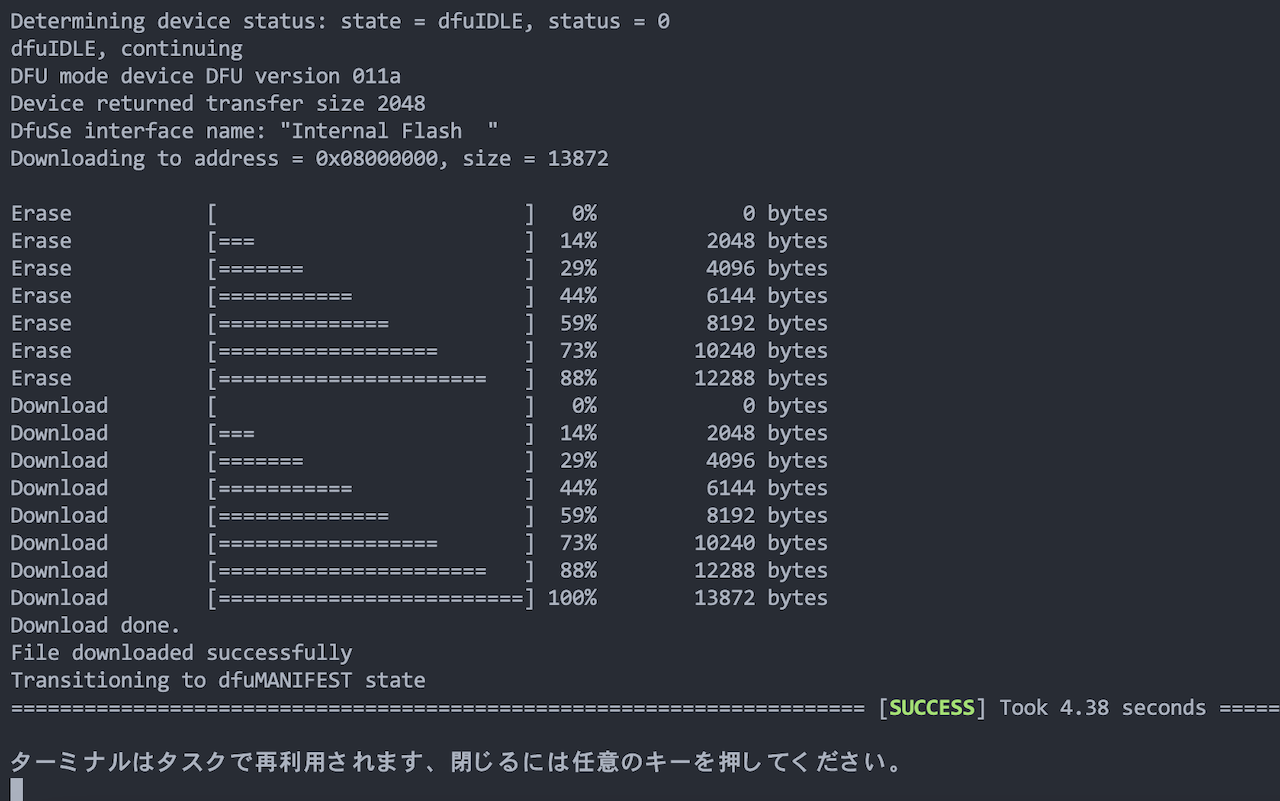 Determining device status: state = dfuIDLE, status = 0
dfuIDLE, continuing
DFU mode device DFU version 011a
Device returned transfer size 2048
DfuSe interface name: "Internal Flash  "
Downloading to address = 0x08000000, size = 13872
Erase           [                         ]   0%            0 bytes
Erase           [===                      ]  14%         2048 bytes
Erase           [=======                  ]  29%         4096 bytes
Erase           [===========              ]  44%         6144 bytes
Erase           [==============           ]  59%         8192 bytes
Erase           [==================       ]  73%        10240 bytes
Erase           [======================   ]  88%        12288 bytes
Download        [                         ]   0%            0 bytes
Download        [===                      ]  14%         2048 bytes
Download        [=======                  ]  29%         4096 bytes
Download        [===========              ]  44%         6144 bytes
Download        [==============           ]  59%         8192 bytes
Download        [==================       ]  73%        10240 bytes
Download        [======================   ]  88%        12288 bytes
Download        [=========================] 100%        13872 bytes
Download done.
File downloaded successfully
Transitioning to dfuMANIFEST state
====================================================================== [SUCCESS] Took 4.38 seconds =====
ターミナルはタスクで再利用されます、閉じるには任意のキーを押してください。